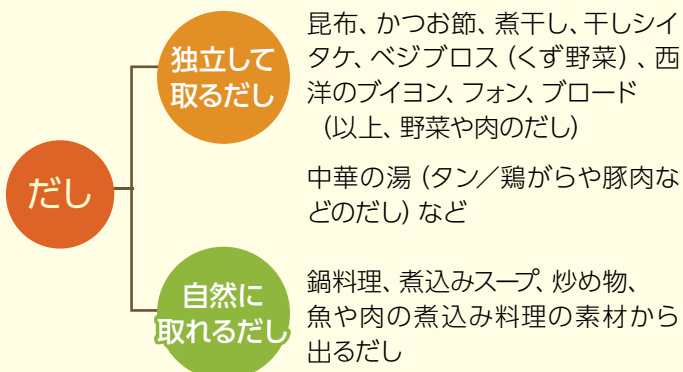 だし
独立して
取るだし
昆布、かつお節、煮干し、干しシイ
タケ、ベジブロス（くず野菜）、西
洋のブイヨン、フォン、ブロード
（以上、野菜や肉のだし）
中華の湯（タン／鶏がらや豚肉な
どのだし）など
自然に
取れるだし
鍋料理、煮込みスープ、炒め物、
魚や肉の煮込み料理の素材から
出るだし